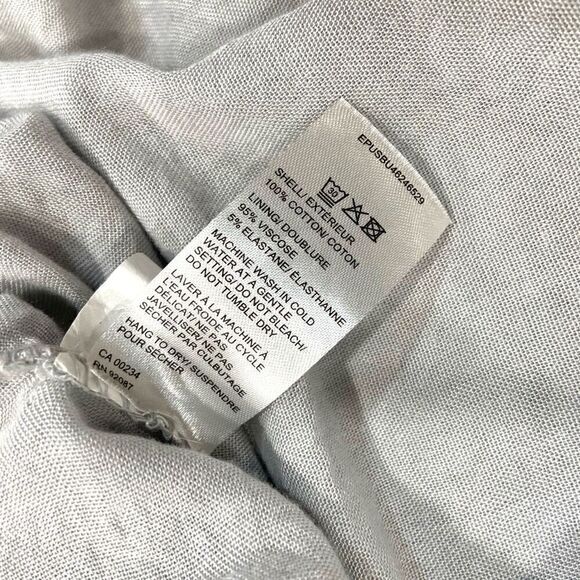 EPUSBU46246529
30
SHELL/ EXTÉRIEUR
100% COTTON/ COTON
LINING/ DOUBLURE
95% VISCOSE
5% ELASTANE/ ÉLASTHANNE
MACHINE WASH IN COLD
WATER AT A GENTLE
SETTING/ DO NOT BLEACH/
DO NOT TUMBLE DRY
LAVER À LA MACHINE À
L'EAU FROIDE AU CYCLE
DELICAT/NE PAS
JAVELLISER/ NE PAS
SÉCHER PAR CULBUTAGE
HANG TO DRY/ SUSPENDRE
POUR SÉCHER
CA 00234
RN 92087